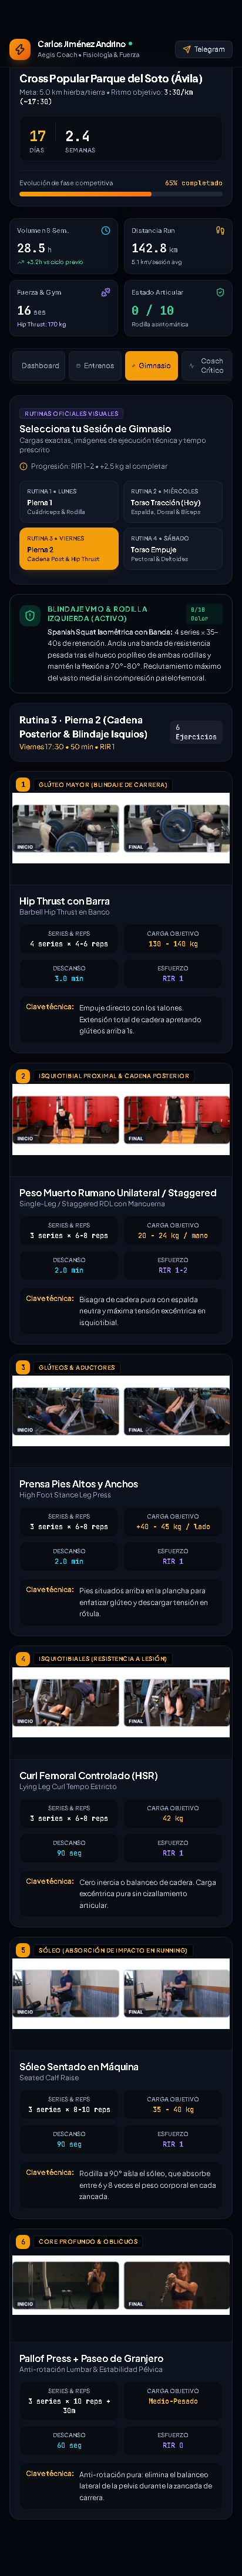 Carlos Jiménez Andrino
Aegis Coach • Fisiología & Fuerza
Telegram
Cross Popular Parque del Soto (Ávila)
Meta: 5.0 km hierba/tierra • Ritmo objetivo: 3:30/km
(~17:30)
17
DÍAS
2.4
SEMANAS
Evolución de fase competitiva
65% completado
Volumen 8 Sem.
28.5 h
+3.2h vs ciclo previo
Distancia Run
142.8 km
5.1 km/sesión avg
Fuerza & Gym
16 ses
Hip Thrust: 170 kg
Estado Articular
0 / 10
Rodilla asintomática
Dashboard
Entrenos
Gimnasio
Coach
Crítico
RUTINAS OFICIALES VISUALES
Selecciona tu Sesión de Gimnasio
Cargas exactas, imágenes de ejecución técnica y tempo
prescrito
Progresión: RIR 1-2 • +2.5 kg al completar
RUTINA 1 • LUNES
Pierna 1
Cuádriceps & Rodilla
RUTINA 2 • MIÉRCOLES
Torso Tracción (Hoy)
Espalda, Dorsal & Bíceps
RUTINA 3 • VIERNES
Pierna 2
Cadena Post & Hip Thrust
RUTINA 4 • SÁBADO
Torso Empuje
Pectoral & Deltoides
BLINDAJE VMO & RODILLA
IZQUIERDA (ACTIVO)
0/10
Dolor
Spanish Squat Isométrica con Banda: 4 series × 35-
40s de retención. Ancla una banda de resistencia
pesada tras el hueco poplíteo de ambas rodillas y
mantén la flexión a 70°-80°. Reclutamiento máximo
del vasto medial sin compresión patelofemoral.
Rutina 3 · Pierna 2 (Cadena
Posterior & Blindaje Isquios)
Viernes 17:30 • 50 min • RIR 1
6
Ejercicios
1
GLÚTEO MAYOR (BLINDAJE DE CARRERA)
INICIO
FINAL
Hip Thrust con Barra
Barbell Hip Thrust en Banco
SERIES & REPS
4 series × 4-6 reps
CARGA OBJETIVO
130 - 140 kg
DESCANSO
3.0 min
ESFUERZO
RIR 1
Clave técnica:
Empuje directo con los talones.
Extensión total de cadera apretando
glúteos arriba 1s.
2
ISQUIOTIBIAL PROXIMAL & CADENA POSTERIOR
INICIO
FINAL
Peso Muerto Rumano Unilateral / Staggered
Single-Leg / Staggered RDL con Mancuerna
SERIES & REPS
3 series × 6-8 reps
CARGA OBJETIVO
20 - 24 kg / mano
DESCANSO
2.0 min
ESFUERZO
RIR 1-2
Clave técnica:
Bisagra de cadera pura con espalda
neutra y máxima tensión excéntrica en
isquiotibial.
3
GLÚTEOS & ADUCTORES
INICIO
FINAL
Prensa Pies Altos y Anchos
High Foot Stance Leg Press
SERIES & REPS
3 series × 6-8 reps
CARGA OBJETIVO
+40 - 45 kg / lado
DESCANSO
2.0 min
ESFUERZO
RIR 1
Clave técnica:
Pies situados arriba en la plancha para
enfatizar glúteo y descargar tensión en
rótula.
4
ISQUIOTIBIALES (RESISTENCIA A LESIÓN)
INICIO
FINAL
Curl Femoral Controlado (HSR)
Lying Leg Curl Tempo Estricto
SERIES & REPS
3 series × 6-8 reps
CARGA OBJETIVO
42 kg
DESCANSO
90 seg
ESFUERZO
RIR 1
Clave técnica:
Cero inercia o balanceo de cadera. Carga
excéntrica pura sin cizallamiento
articular.
5
SÓLEO (ABSORCIÓN DE IMPACTO EN RUNNING)
INICIO
FINAL
Sóleo Sentado en Máquina
Seated Calf Raise
SERIES & REPS
3 series × 8-10 reps
CARGA OBJETIVO
35 - 40 kg
DESCANSO
90 seg
ESFUERZO
RIR 1
Clave técnica:
Rodilla a 90° aísla el sóleo, que absorbe
entre 6 y 8 veces el peso corporal en cada
zancada.
6
CORE PROFUNDO & OBLICUOS
INICIO
FINAL
Pallof Press + Paseo de Granjero
Anti-rotación Lumbar & Estabilidad Pélvica
SERIES & REPS
3 series × 10 reps +
30m
CARGA OBJETIVO
Medio-Pesado
DESCANSO
60 seg
ESFUERZO
RIR 0
Clave técnica:
Anti-rotación pura: elimina el balanceo
lateral de la pelvis durante la zancada de
carrera.